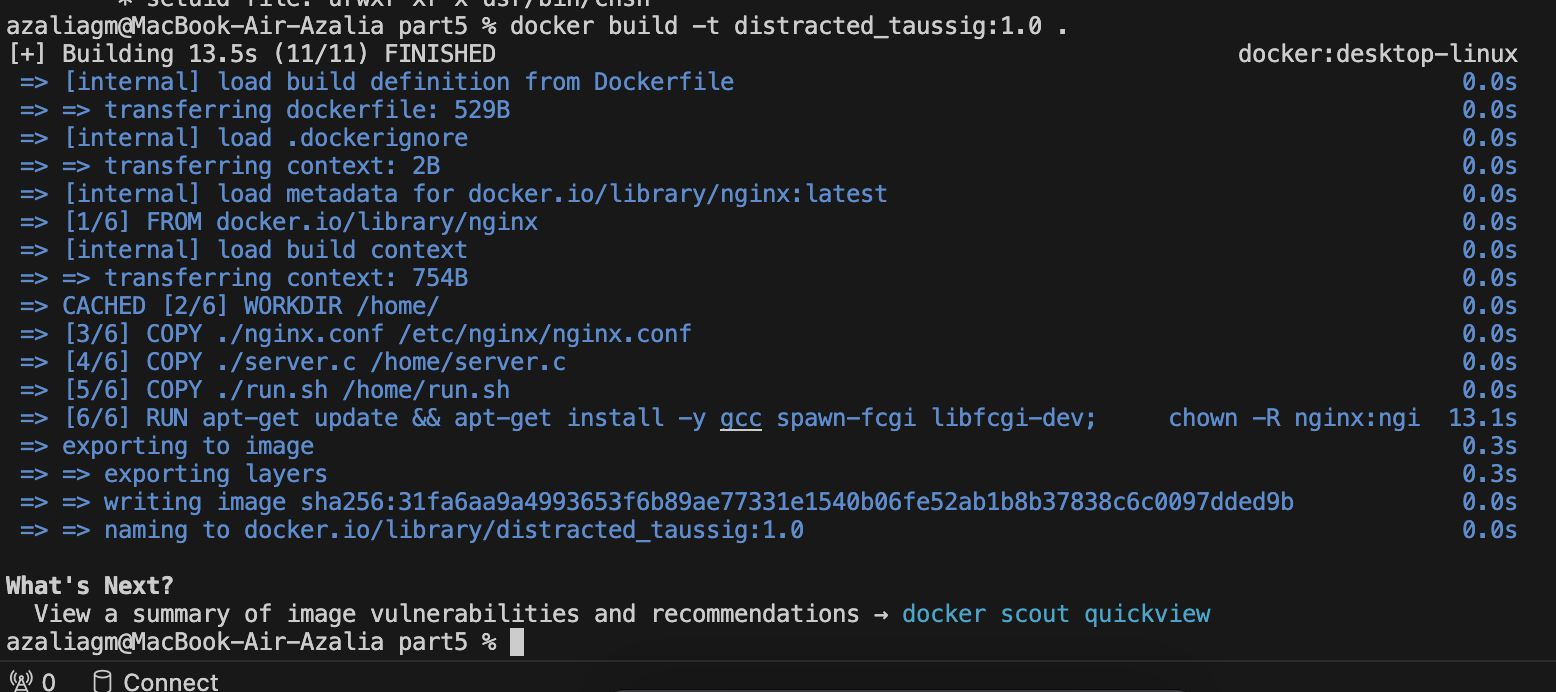 * setuid file: urwxr-xr-x usr/bin/chsh
azaliagm@MacBook-Air-Azalia part5 % docker build -t distracted_taussig:1.0 .
[+] Building 13.5s (11/11) FINISHED docker:desktop-linux
=> [internal] load build definition from Dockerfile 0.0s
=> => transferring dockerfile: 529B 0.0s
=> [internal] load .dockerignore 0.0s
=> => transferring context: 2B 0.0s
=> [internal] load metadata for docker.io/library/nginx:latest 0.0s
=> [1/6] FROM docker.io/library/nginx 0.0s
=> [internal] load build context 0.0s
=> => transferring context: 754B 0.0s
=> CACHED [2/6] WORKDIR /home/ 0.0s
=> [3/6] COPY ./nginx.conf /etc/nginx/nginx.conf 0.0s
=> [4/6] COPY ./server.c /home/server.c 0.0s
=> [5/6] COPY ./run.sh /home/run.sh 0.0s
=> [6/6] RUN apt-get update && apt-get install -y gcc spawn-fcgi libfcgi-dev; chown -R nginx:ngi 13.1s
=> exporting to image 0.3s
=> => exporting layers 0.3s
=> => writing image sha256:31fa6aa9a4993653f6b89ae77331e1540b06fe52ab1b8b37838c6c0097dded9b 0.0s
=> => naming to docker.io/library/distracted_taussig:1.0 0.0s
What's Next?
View a summary of image vulnerabilities and recommendations → docker scout quickview
azaliagm@MacBook-Air-Azalia part5 %
0 Connect